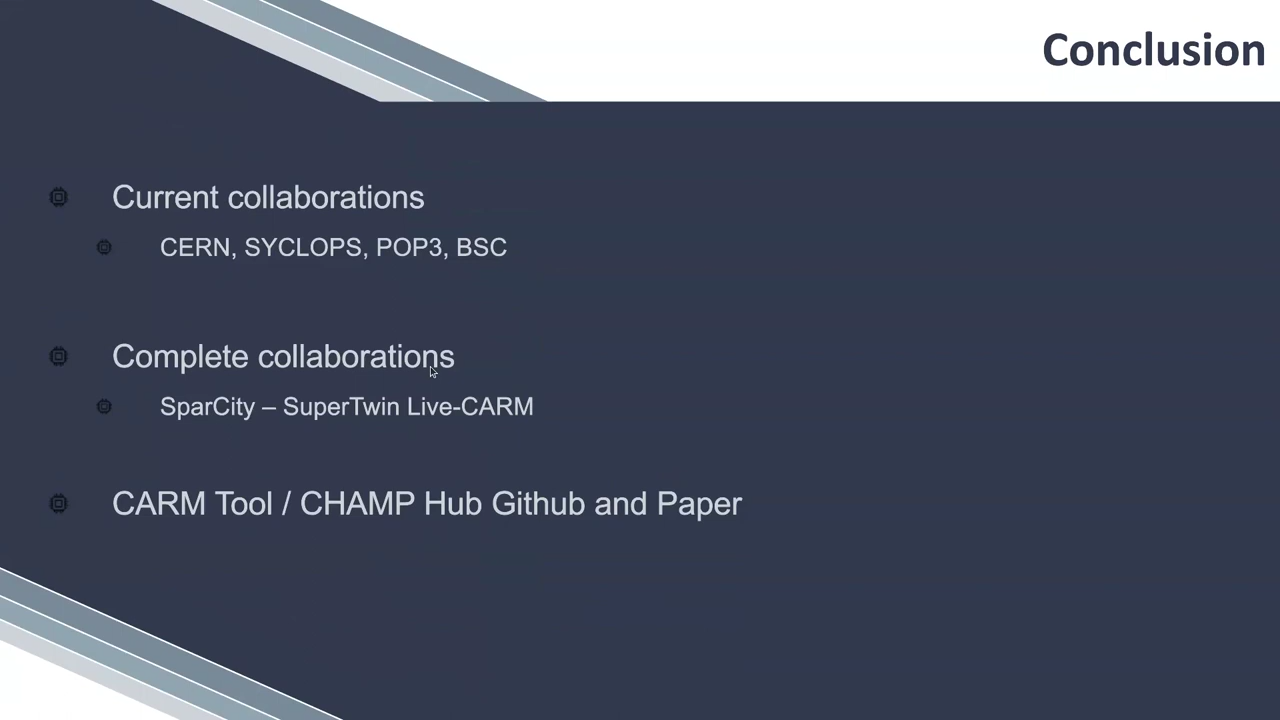 Conclusion
Current collaborations
CERN, SYCLOPS, POP3, BSC
Complete collaborations
SparCity – SuperTwin Live-CARM
CARM Tool / CHAMP Hub Github and Paper